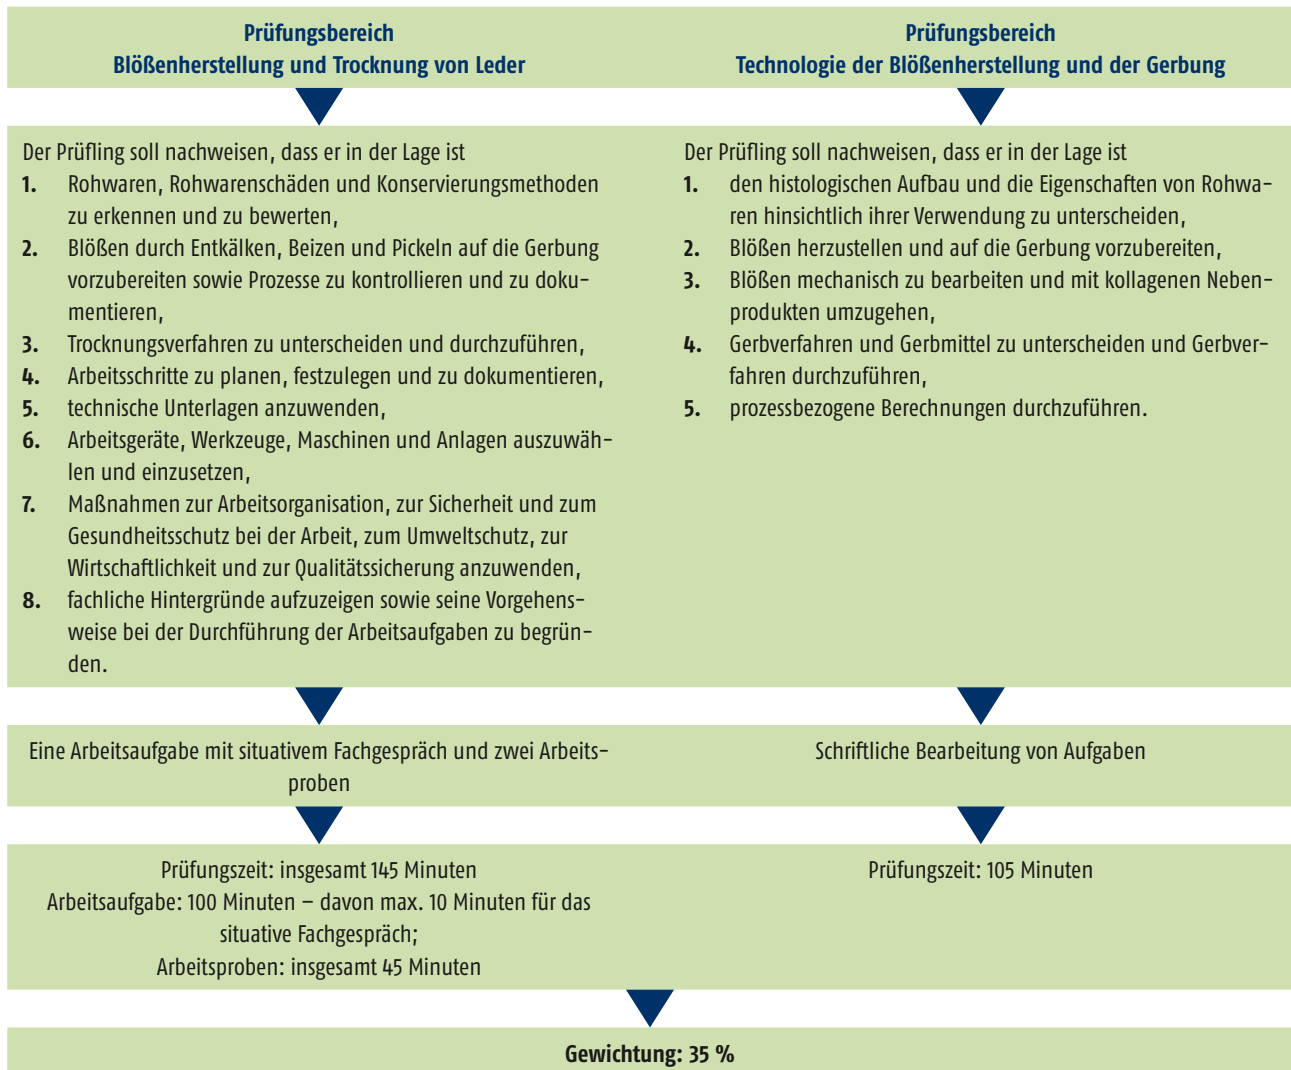 Prüfungsbereich
Blößenherstellung und Trocknung von Leder
Prüfungsbereich
Technologie der Blößenherstellung und der Gerbung
Der Prüfling soll nachweisen, dass er in der Lage ist
1. Rohwaren, Rohwarenschäden und Konservierungsmethoden
zu erkennen und zu bewerten,
2. Blößen durch Entkälken, Beizen und Pickeln auf die Gerbung
vorzubereiten sowie Prozesse zu kontrollieren und zu doku-
mentieren,
3. Trocknungsverfahren zu unterscheiden und durchzuführen,
4. Arbeitsschritte zu planen, festzulegen und zu dokumentieren,
5. technische Unterlagen anzuwenden,
6. Arbeitsgeräte, Werkzeuge, Maschinen und Anlagen auszuwäh-
len und einzusetzen,
7. Maßnahmen zur Arbeitsorganisation, zur Sicherheit und zum
Gesundheitsschutz bei der Arbeit, zum Umweltschutz, zur
Wirtschaftlichkeit und zur Qualitätssicherung anzuwenden,
8. fachliche Hintergründe aufzuzeigen sowie seine Vorgehens-
weise bei der Durchführung der Arbeitsaufgaben zu begrün-
den.
Der Prüfling soll nachweisen, dass er in der Lage ist
1. den histologischen Aufbau und die Eigenschaften von Rohwa-
ren hinsichtlich ihrer Verwendung zu unterscheiden,
2. Blößen herzustellen und auf die Gerbung vorzubereiten,
3. Blößen mechanisch zu bearbeiten und mit kollagenen Neben-
produkten umzugehen,
4. Gerbverfahren und Gerbmittel zu unterscheiden und Gerbver-
fahren durchzuführen,
5. prozessbezogene Berechnungen durchzuführen.
Eine Arbeitsaufgabe mit situativem Fachgespräch und zwei Arbeits-
proben
Schriftliche Bearbeitung von Aufgaben
Prüfungszeit: insgesamt 145 Minuten
Arbeitsaufgabe: 100 Minuten – davon max. 10 Minuten für das
situative Fachgespräch;
Arbeitsproben: insgesamt 45 Minuten
Prüfungszeit: 105 Minuten
Gewichtung: 35 %